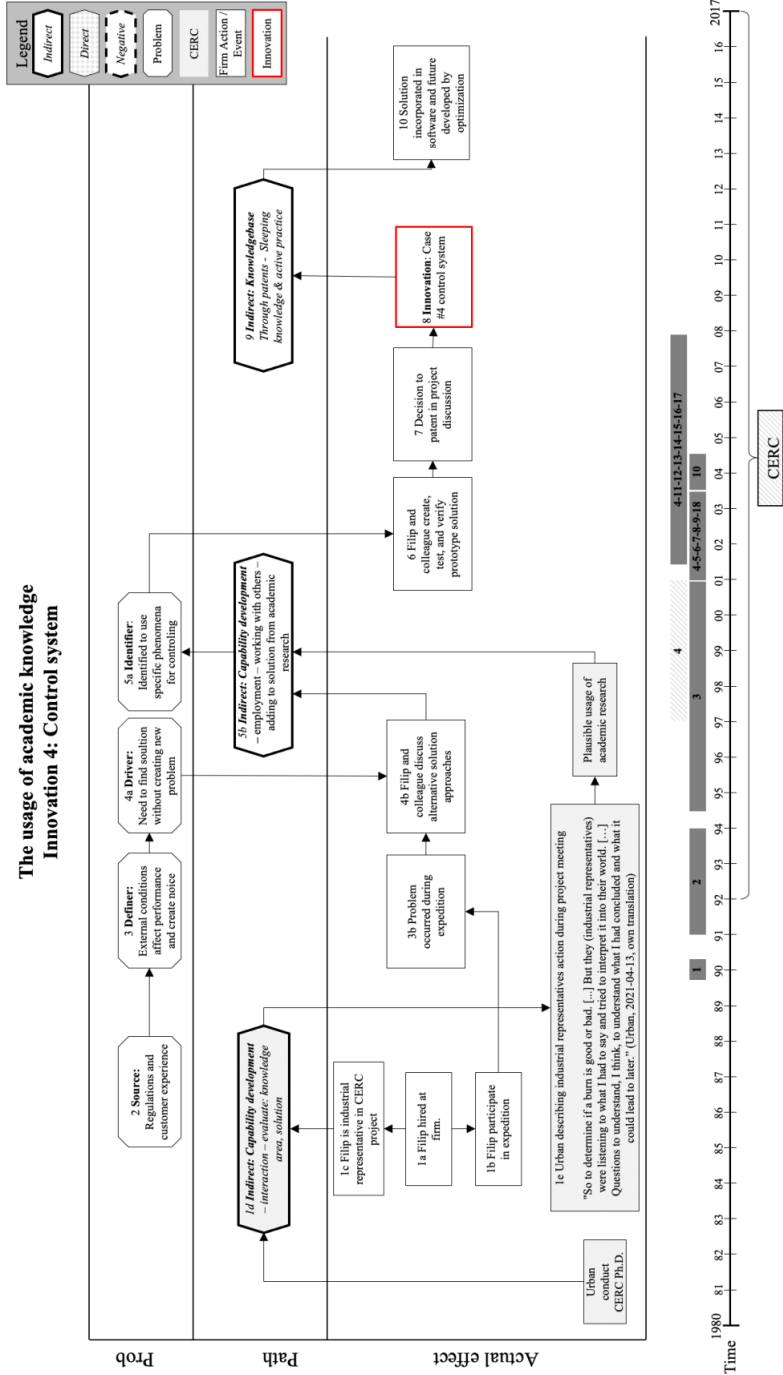 The usage of academic knowledge
Innovation 4: Control system
Legend
Indirect
Direct
Negative
Problem
CERC
Firm Action /
Event
Innovation
Prob
2 Source:
Regulations and
customer experience
3 Definer:
External conditions
affect performance
and create noice
4a Driver:
Need to find soultion
without creating new
problem
5a Identifier:
Identified to use
specific phenomena
for controling
Path
1d Indirect: Capability development
– interaction – evaluate: knowledge
area, solution
5b Indirect: Capability development
– employment – working with others –
adding to solution from academic
research
9 Indirect: Knowledgebase
Through patents - Sleeping
knowledge & active practice
Actual effect
Urban
conduct
CERC Ph.D.
1c Filip is industrial
representative in CERC
project
1a Filip hired at
firm.
1b Filip participate
in expedition
1e Urban describing industrial representatives action during project meeting
"So to determine if a burn is good or bad. [...] But they (industrial representatives)
were listening to what I had to say and tried to interpret it into their world. […]
Questions to understand, I think, to understand what I had concluded and what it
could lead to later." (Urban, 2021-04-13, own translation)
3b Problem
occurred during
expedition
4b Filip and
colleague discuss
alternative solution
approaches
Plausible usage of
academic research
6 Filip and
colleague create,
test, and verify
prototype solution
7 Decision to
patent in project
discussion
8 Innovation: Case
#4 control system
10 Solution
incorporated in
software and future
developed by
optimization
4
4-11-12-13-14-15-16-17
1
2
3
4-5-6-7-8-9-18
10
Time
1980
81
82
83
84
85
86
87
88
89
90
91
92
93
94
95
96
97
98
99
00
01
02
03
04
05
06
07
08
09
10
11
12
13
14
15
16
2017
CERC